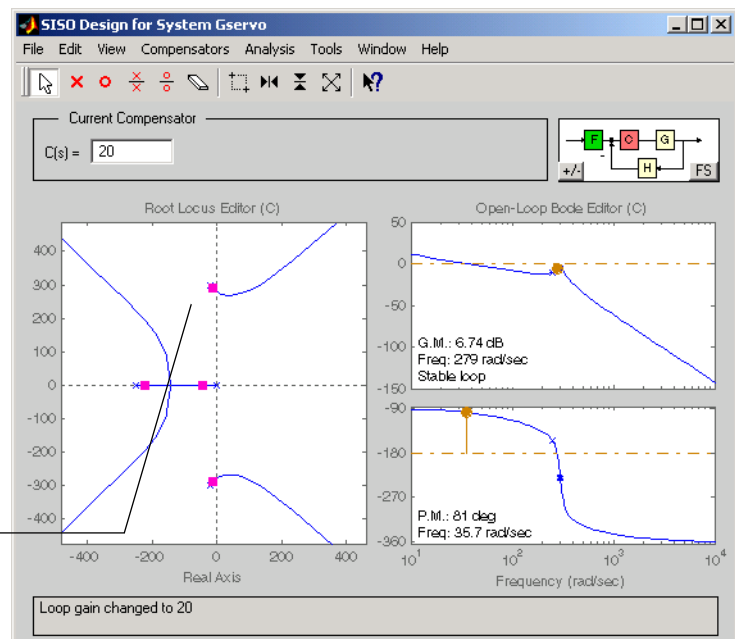 SISO Design for System Gservo
File Edit View Compensators Analysis Tools Window Help
Current Compensator
C(s) = 20
F C G
H
-
+/- FS
Root Locus Editor (C)
400
300
200
100
0
-100
-200
-300
-400
-400 -200 0 200 400
Real Axis
Open-Loop Bode Editor (C)
50
0
-50
-100
-150
G.M.: 6.74 dB
Freq: 279 rad/sec
Stable loop
-90
-180
-270
-360
P.M.: 81 deg
Freq: 35.7 rad/sec
10^1 10^2 10^3 10^4
Frequency (rad/sec)
Loop gain changed to 20